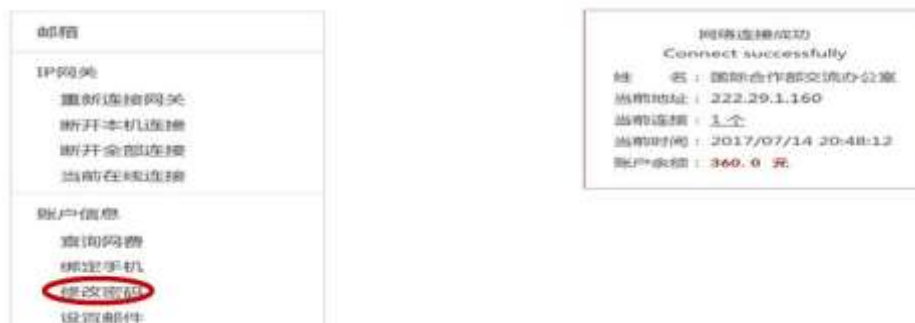 邮箱
IP网关
重新连接网关
断开本机连接
断开全部连接
当前在线连接
账户信息
查询网费
绑定手机
修改密码
设置邮件
网络连接成功
Connect successfully
姓 名：国际合作部交流办公室
当前地址：222.29.1.160
当前连接：1 个
当前时间：2017/07/14 20:48:12
账户余额：360.0 元